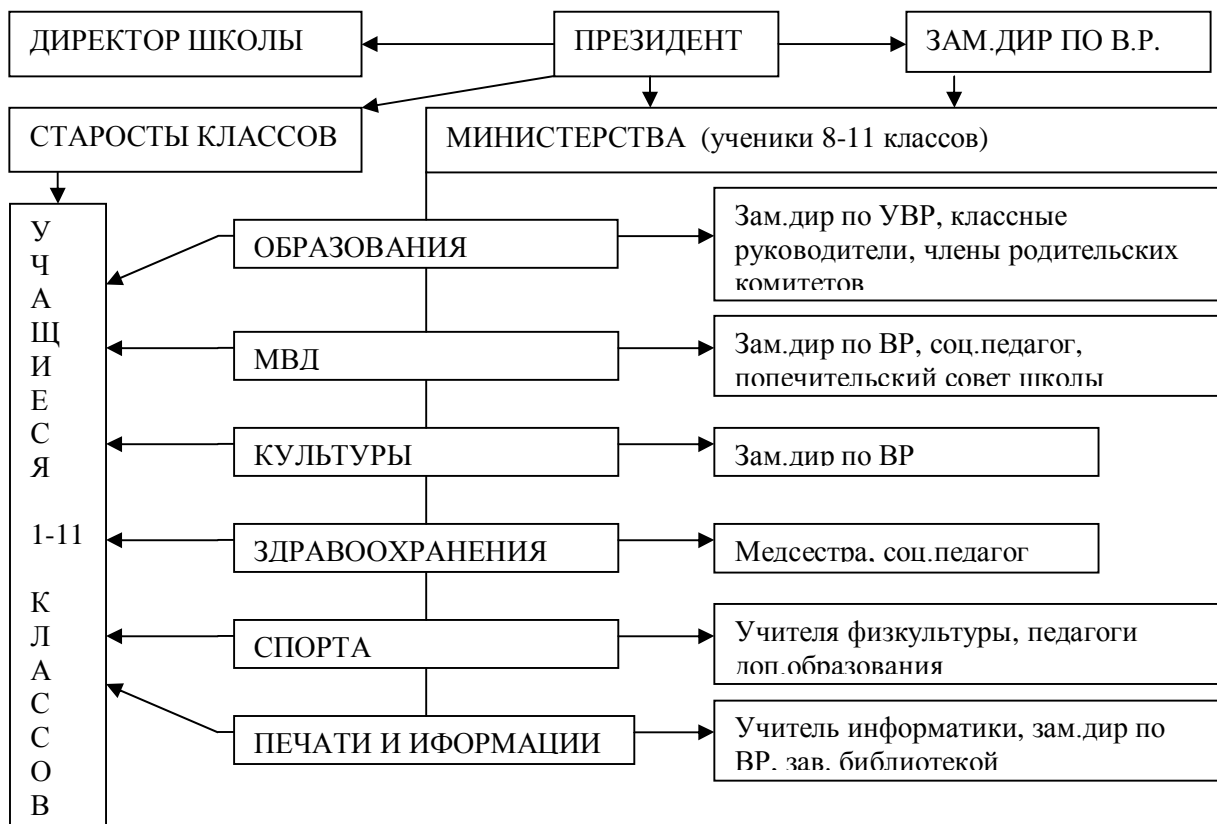 ДИРЕКТОР ШКОЛЫ
ПРЕЗИДЕНТ
ЗАМ.ДИР ПО В.Р.
СТАРОСТЫ КЛАССОВ
МИНИСТЕРСТВА (ученики 8-11 классов)
УЧАЩИЕСЯ
1-11
КЛАССОВ
ОБРАЗОВАНИЯ
Зам.дир по УВР, классные
руководители, члены родительских
комитетов
МВД
Зам.дир по ВР, соц.педагог,
попечительский совет школы
КУЛЬТУРЫ
Зам.дир по ВР
ЗДРАВООХРАНЕНИЯ
Медсестра, соц.педагог
СПОРТА
Учителя физкультуры, педагоги
доп.образования
ПЕЧАТИ И ИФОРМАЦИИ
Учитель информатики, зам.дир по
ВР, зав. библиотекой